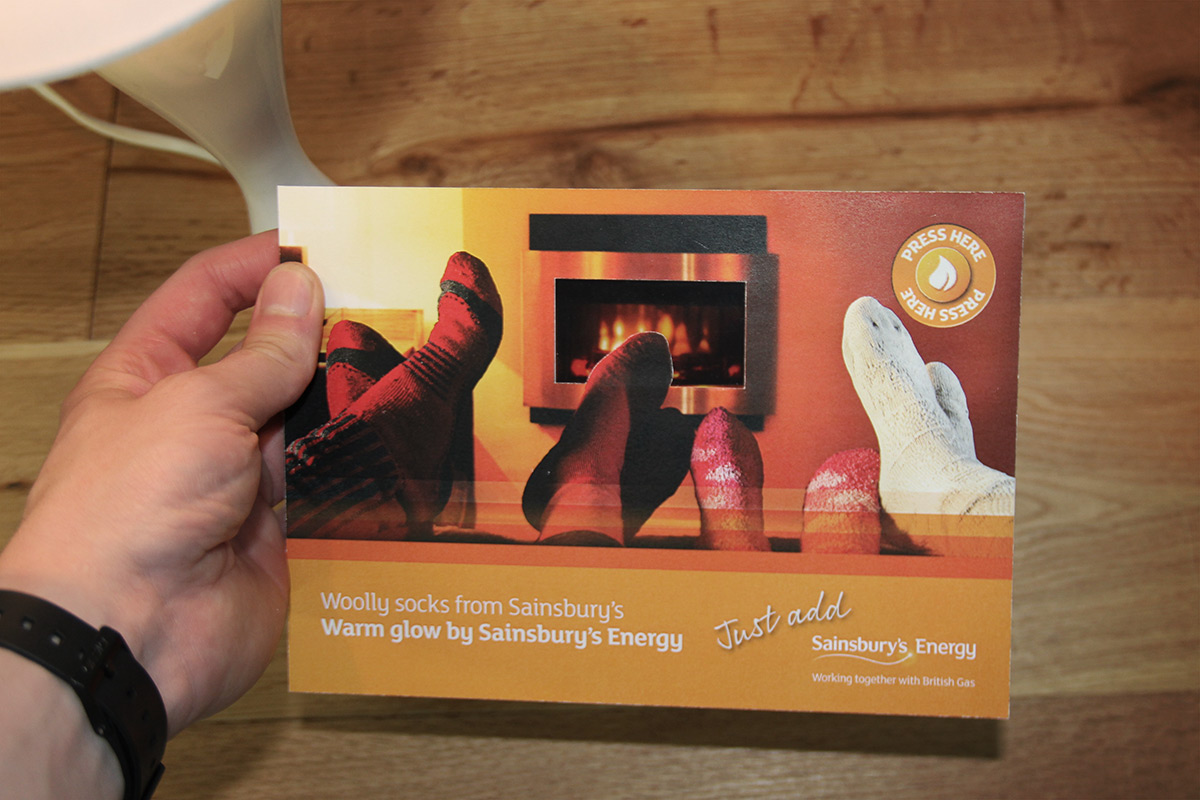 PRESS HERE
PRESS HERE
Woolly socks from Sainsbury's
Warm glow by Sainsbury's Energy
Just add
Sainsbury's Energy
Working together with British Gas